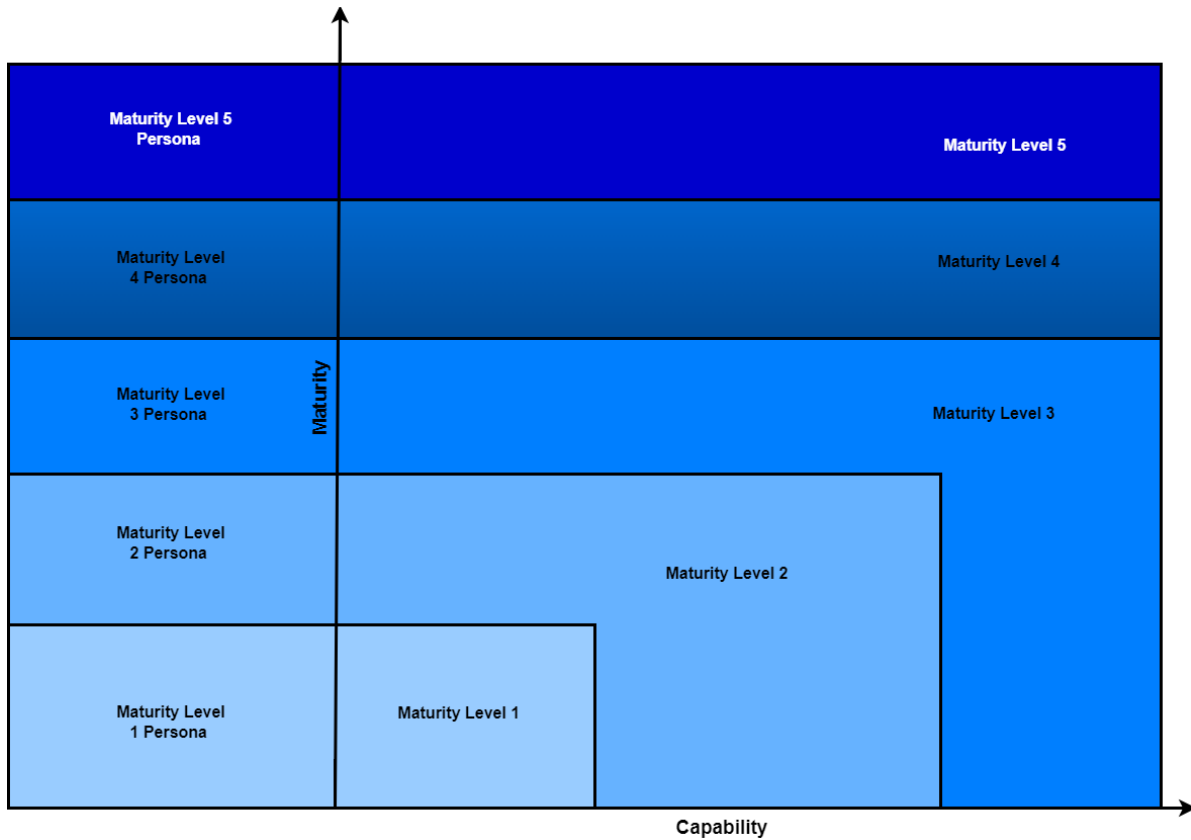 Maturity Level 5
Persona
Maturity Level 5
Maturity Level
4 Persona
Maturity Level 4
Maturity Level
3 Persona
Maturity
Maturity Level 3
Maturity Level
2 Persona
Maturity Level 2
Maturity Level
1 Persona
Maturity Level 1
Capability